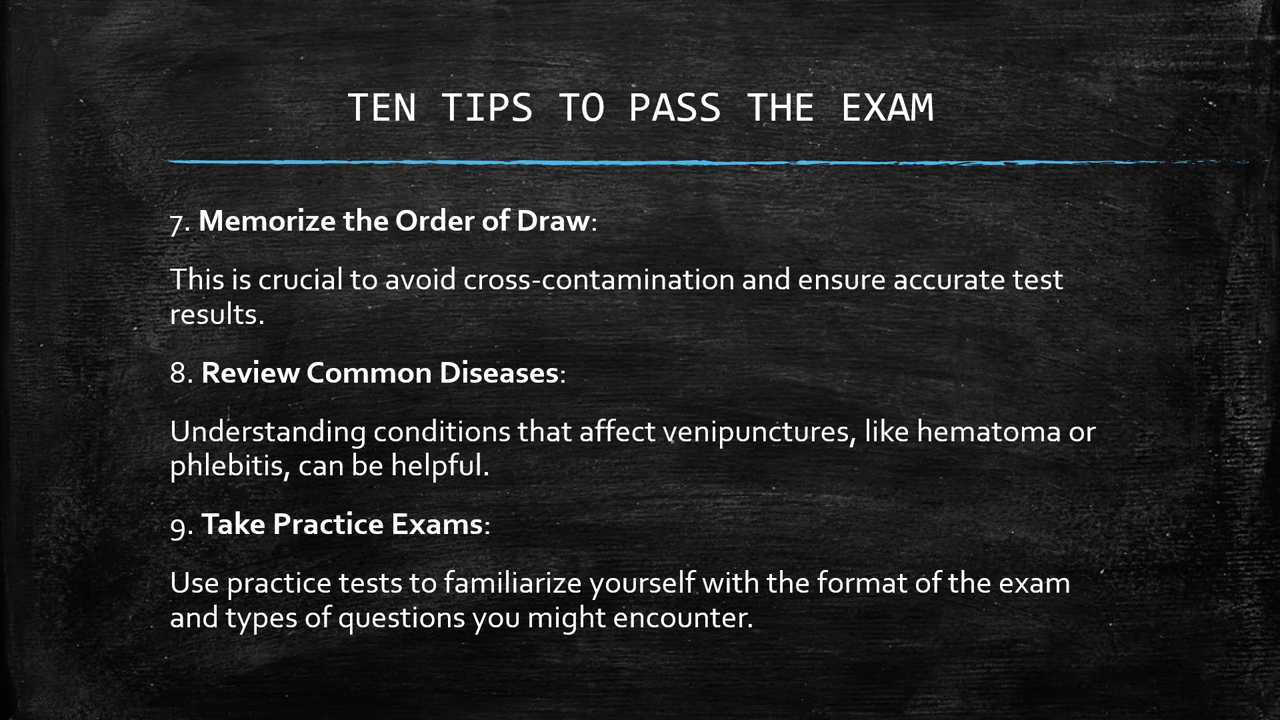 TEN TIPS TO PASS THE EXAM
7. Memorize the Order of Draw:
This is crucial to avoid cross-contamination and ensure accurate test
results.
8. Review Common Diseases:
Understanding conditions that affect venipunctures, like hematoma or
phlebitis, can be helpful.
9. Take Practice Exams:
Use practice tests to familiarize yourself with the format of the exam
and types of questions you might encounter.